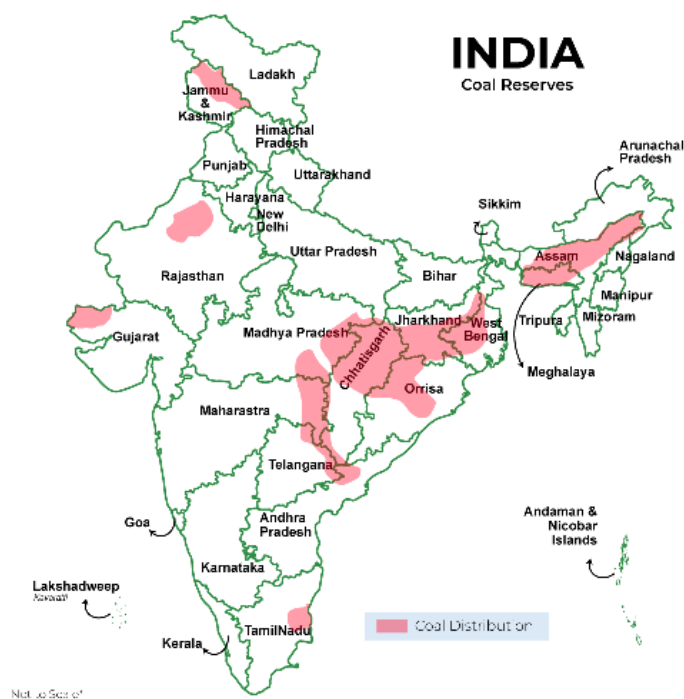 INDIA
Coal Reserves
Ladakh
Jammu
&
Kashmir
Himachal
Pradesh
Punjab
Uttarakhand
Arunachal
Pradesh
Harayana
New
Delhi
Sikkim
Uttar Pradesh
Assam
Nagaland
Rajasthan
Bihar
Manipur
Gujarat
Madhya Pradesh
Jharkhand
West
Bengal
Tripura
Mizoram
Chhatisgarh
Meghalaya
Orrisa
Maharastra
Telangana
Goa
Andhra
Pradesh
Andaman &
Nicobar
Islands
Karnataka
Lakshadweep
Kavaratti
TamilNadu
Kerala
Coal Distribution
Not to Scale*